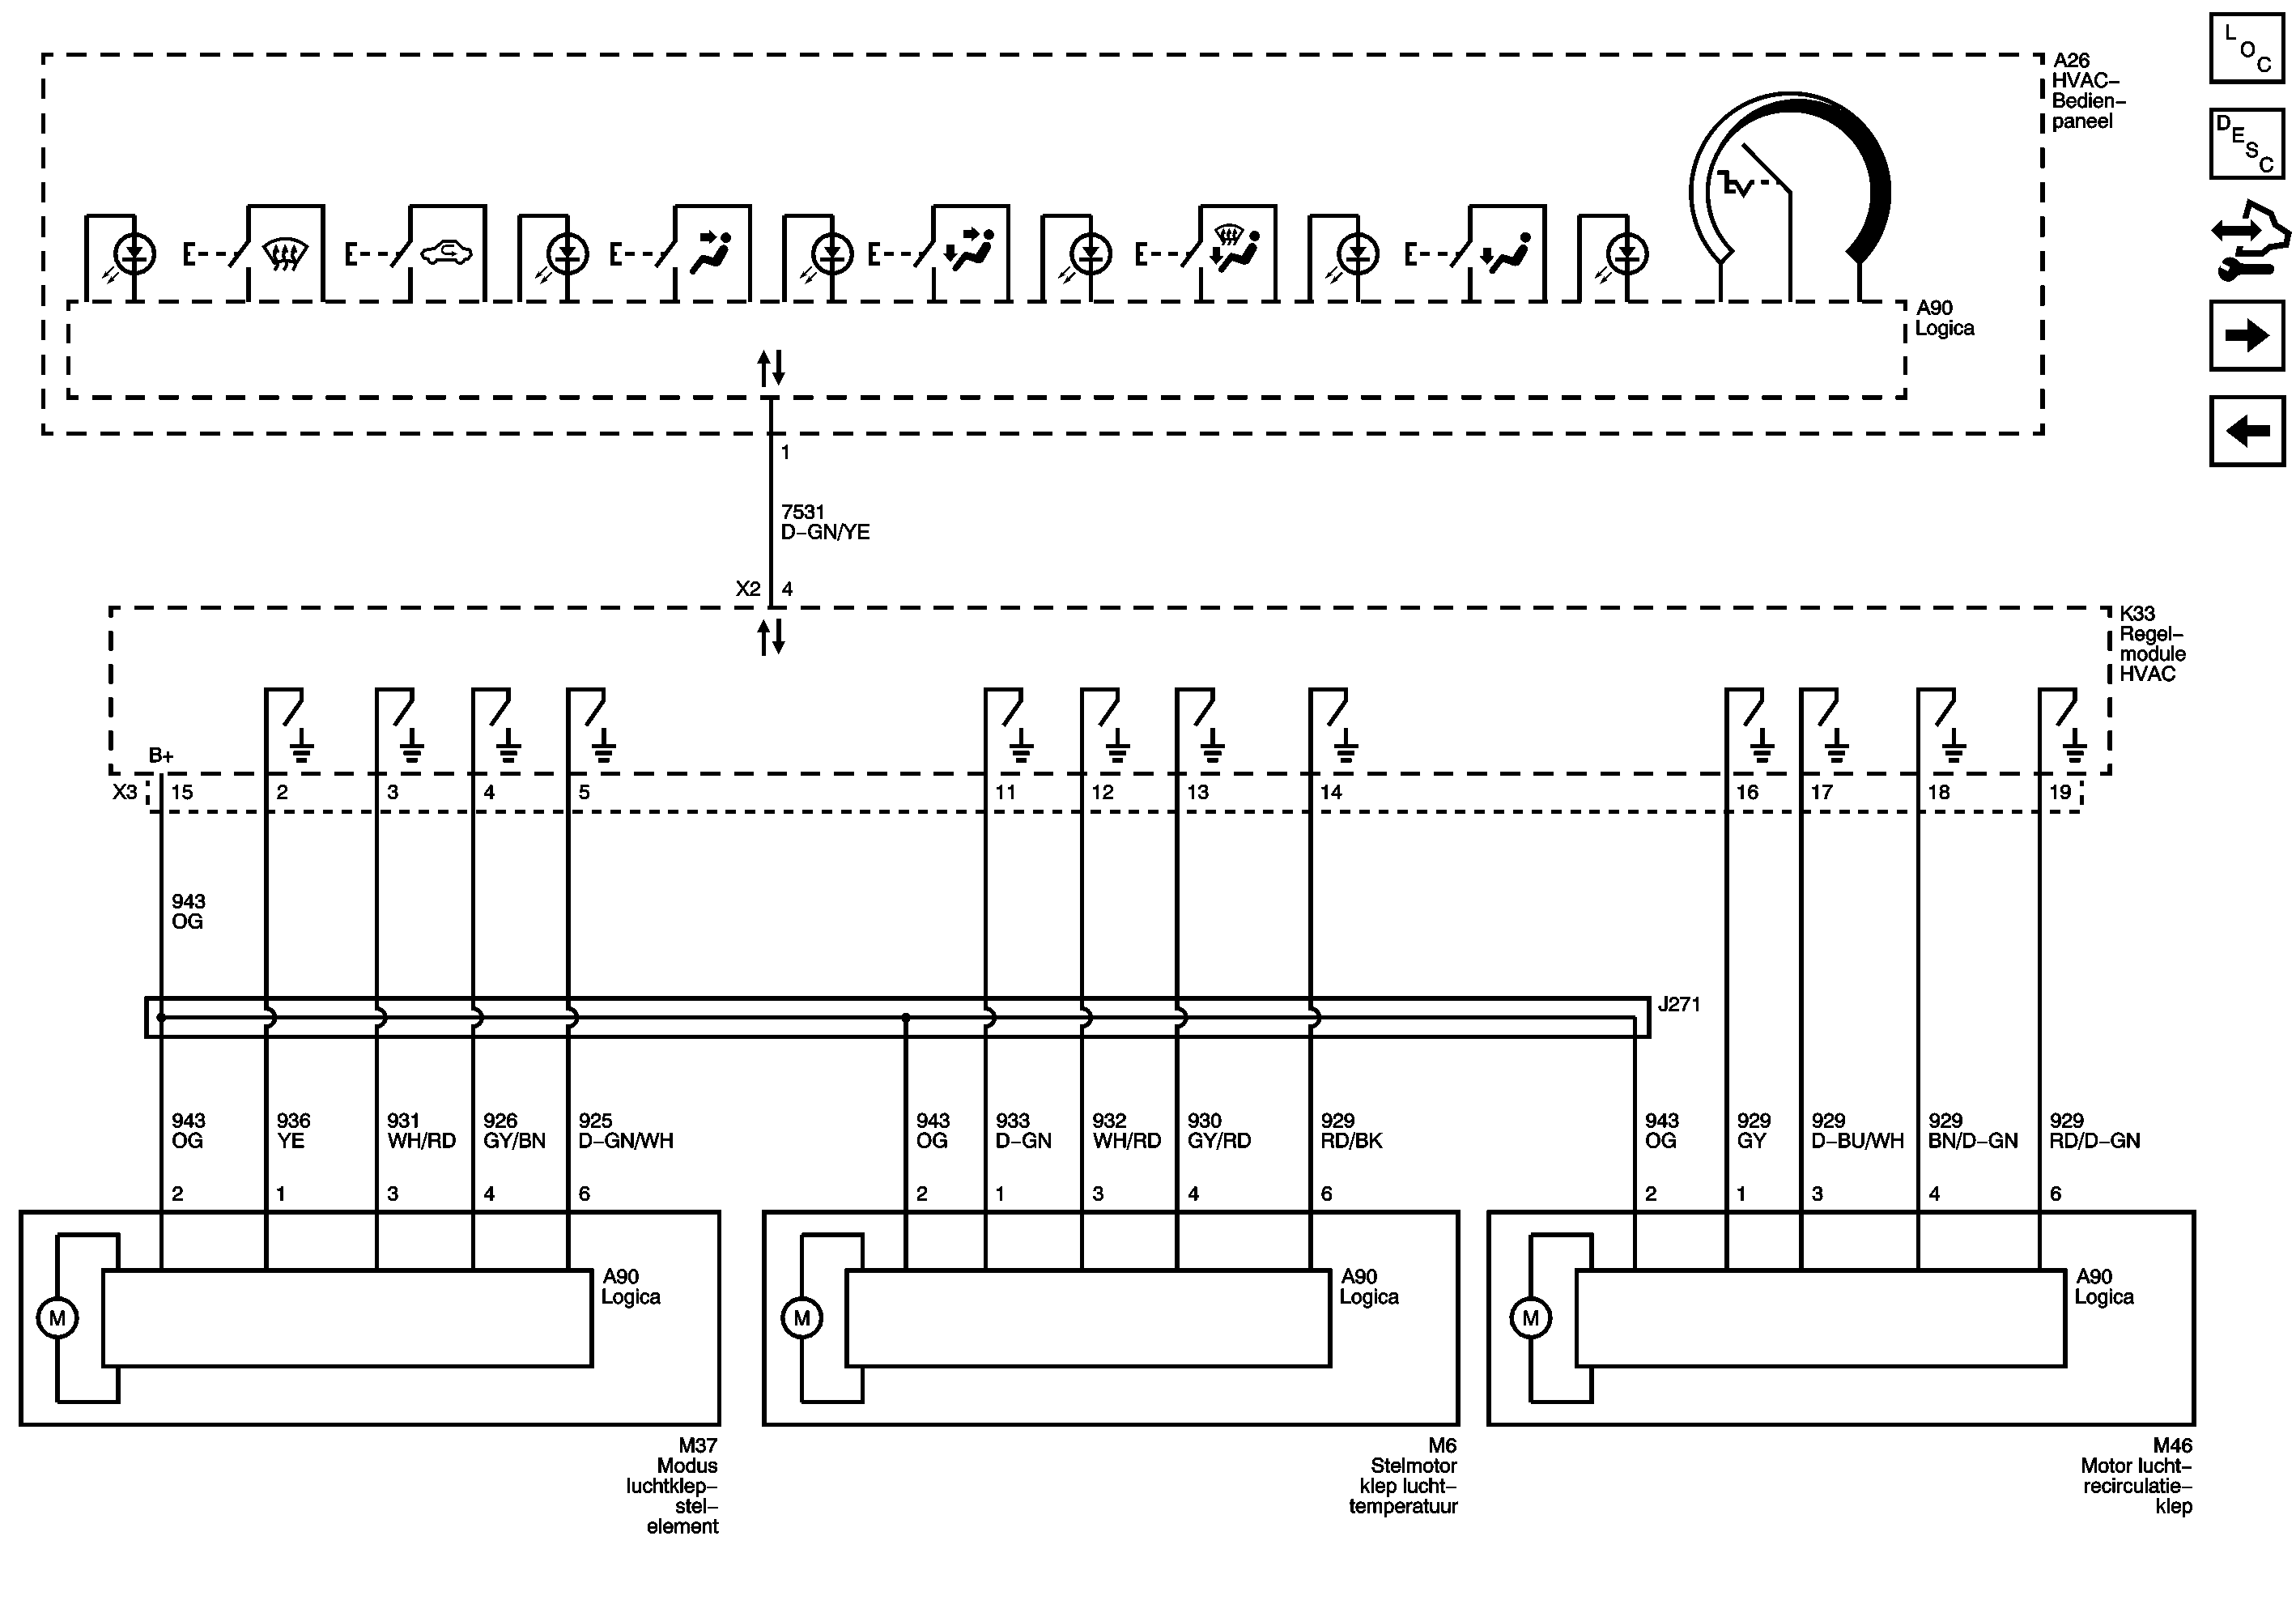 L
O
C
A26
HVAC–
Bedien–
paneel
D
E
S
C
E E E E E E
A90
Logica
1
7531
D–GN/YE
X2 4
K33
Regel–
module
HVAC
B+
X3 15 2 3 4 5 11 12 13 14 16 17 18 19
943
OG
J271
943 936 931 926 925 943 933 932 930 929 943 929 929 929 929
OG YE WH/RD GY/BN D–GN/WH OG D–GN WH/RD GY/RD RD/BK OG GY D–BU/WH BN/D–GN RD/D–GN
2 1 3 4 6 2 1 3 4 6 2 1 3 4 6
A90
Logica
M
A90
Logica
M
A90
Logica
M
M37
Modus
luchtklep–
stel–
element
M6
Stelmotor
klep lucht–
temperatuur
M46
Motor lucht–
recirculatie–
klep